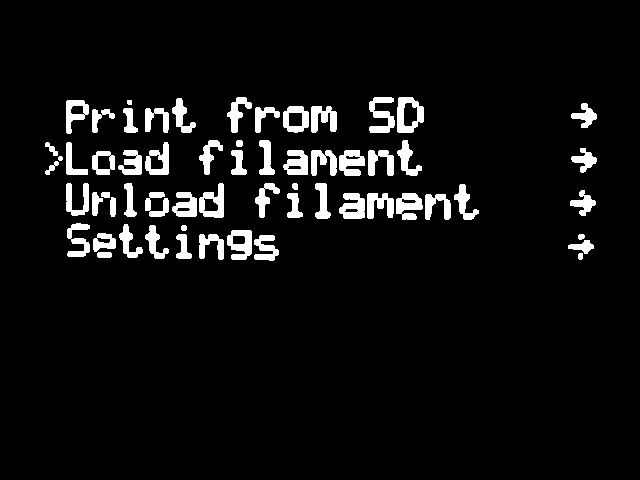 Print from SD →
>Load filament →
Unload filament →
Settings →